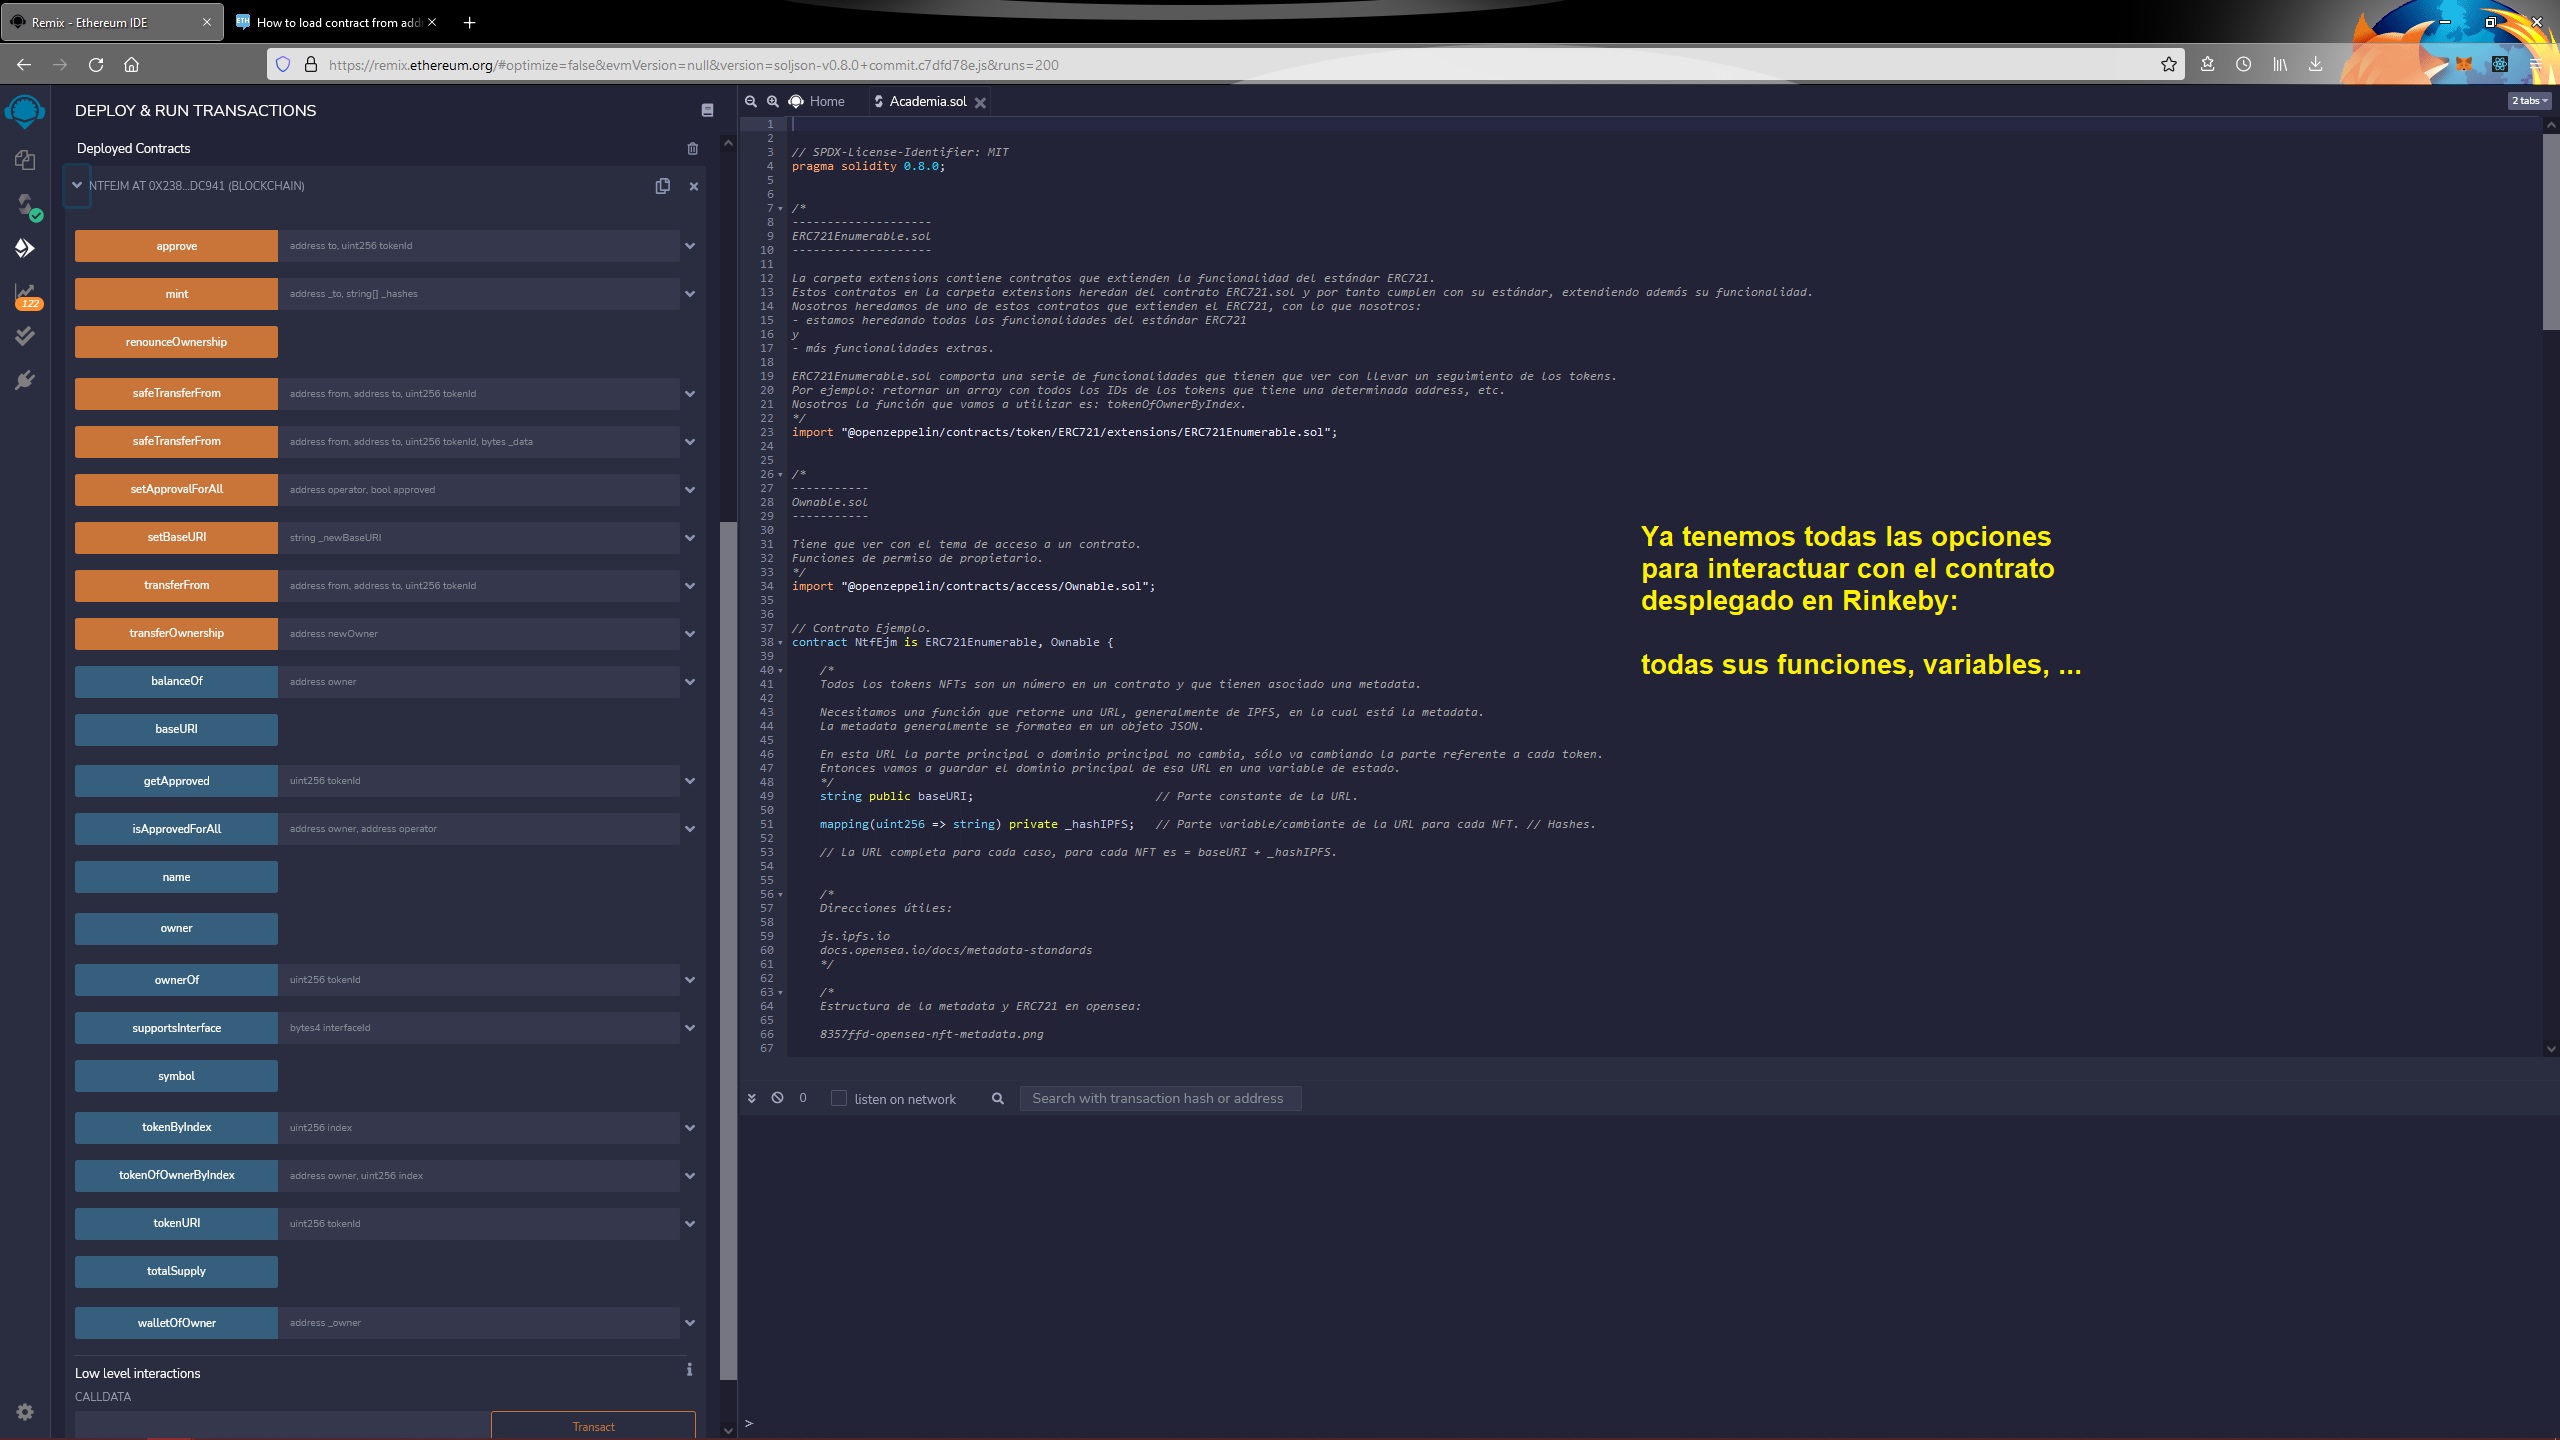 Remix - Ethereum IDE
How to load contract from add
https://remix.ethereum.org/#optimize=false&evmVersion=null&version=soljson-v0.8.0+commit.c7dfd78e.js&runs=200
DEPLOY & RUN TRANSACTIONS
Deployed Contracts
NTFEJM AT 0X238...DC941 (BLOCKCHAIN)
approve address to, uint256 tokenId
mint address _to, string[] _hashes
renounceOwnership
safeTransferFrom address from, address to, uint256 tokenId
safeTransferFrom address from, address to, uint256 tokenId, bytes _data
setApprovalForAll address operator, bool approved
setBaseURI string _newBaseURI
transferFrom address from, address to, uint256 tokenId
transferOwnership address newOwner
balanceOf address owner
baseURI
getApproved uint256 tokenId
isApprovedForAll address owner, address operator
name
owner
ownerOf uint256 tokenId
supportsInterface bytes4 interfaceId
symbol
tokenByIndex uint256 index
tokenOfOwnerByIndex address owner, uint256 index
tokenURI uint256 tokenId
totalSupply
walletOfOwner address _owner
Low level interactions
CALLDATA
Transact
122
Home Academia.sol
2 tabs
1
2
3 // SPDX-License-Identifier: MIT
4 pragma solidity 0.8.0;
5
6
7 /*
8 --------------------
9 ERC721Enumerable.sol
10 --------------------
11
12 La carpeta extensions contiene contratos que extienden la funcionalidad del estándar ERC721.
13 Estos contratos en la carpeta extensions heredan del contrato ERC721.sol y por tanto cumplen con su estándar, extendiendo además su funcionalidad.
14 Nosotros heredamos de uno de estos contratos que extienden el ERC721, con lo que nosotros:
15 - estamos heredando todas las funcionalidades del estándar ERC721
16 y
17 - más funcionalidades extras.
18
19 ERC721Enumerable.sol comporta una serie de funcionalidades que tienen que ver con llevar un seguimiento de los tokens.
20 Por ejemplo: retornar un array con todos los IDs de los tokens que tiene una determinada address, etc.
21 Nosotros la función que vamos a utilizar es: tokenOfOwnerByIndex.
22 */
23 import "@openzeppelin/contracts/token/ERC721/extensions/ERC721Enumerable.sol";
24
25
26 /*
27 -----------
28 Ownable.sol
29 -----------
30
31 Tiene que ver con el tema de acceso a un contrato.
32 Funciones de permiso de propietario.
33 */
34 import "@openzeppelin/contracts/access/Ownable.sol";
35
36
37 // Contrato Ejemplo.
38 contract NtfEjm is ERC721Enumerable, Ownable {
39
40 /*
41 Todos los tokens NFTs son un número en un contrato y que tienen asociado una metadata.
42
43 Necesitamos una función que retorne una URL, generalmente de IPFS, en la cual está la metadata.
44 La metadata generalmente se formatea en un objeto JSON.
45
46 En esta URL la parte principal o dominio principal no cambia, sólo va cambiando la parte referente a cada token.
47 Entonces vamos a guardar el dominio principal de esa URL en una variable de estado.
48 */
49 string public baseURI; // Parte constante de la URL.
50
51 mapping(uint256 => string) private _hashIPFS; // Parte variable/cambiante de la URL para cada NFT. // Hashes.
52
53 // La URL completa para cada caso, para cada NFT es = baseURI + _hashIPFS.
54
55
56 /*
57 Direcciones útiles:
58
59 js.ipfs.io
60 docs.opensea.io/docs/metadata-standards
61 */
62
63 /*
64 Estructura de la metadata y ERC721 en opensea:
65
66 8357ffd-opensea-nft-metadata.png
67
Ya tenemos todas las opciones
para interactuar con el contrato
desplegado en Rinkeby:
todas sus funciones, variables, ...
0 listen on network Search with transaction hash or address
>